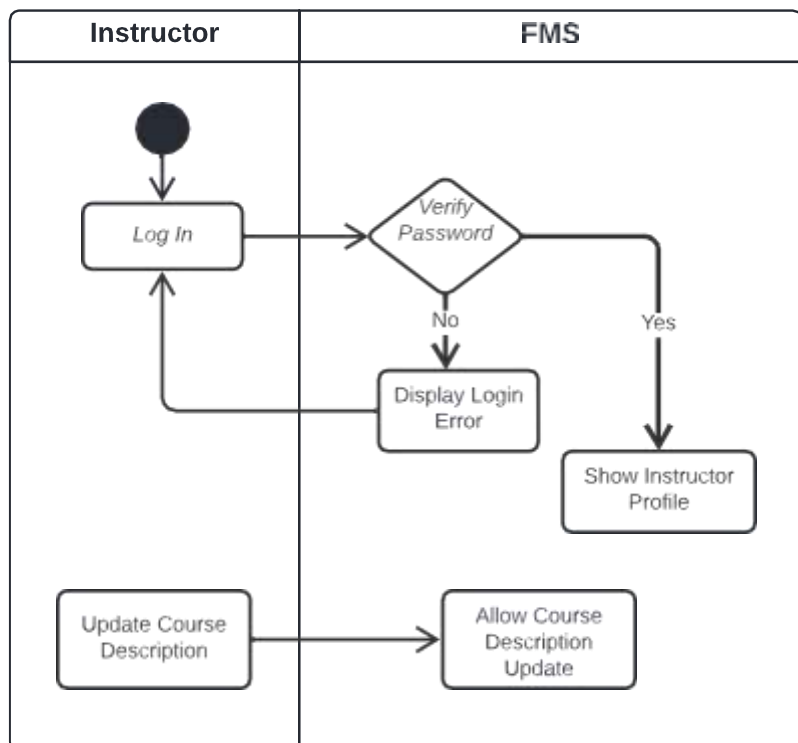 Instructor
FMS
Log In
Verify
Password
No
Yes
Display Login
Error
Show Instructor
Profile
Update Course
Description
Allow Course
Description
Update